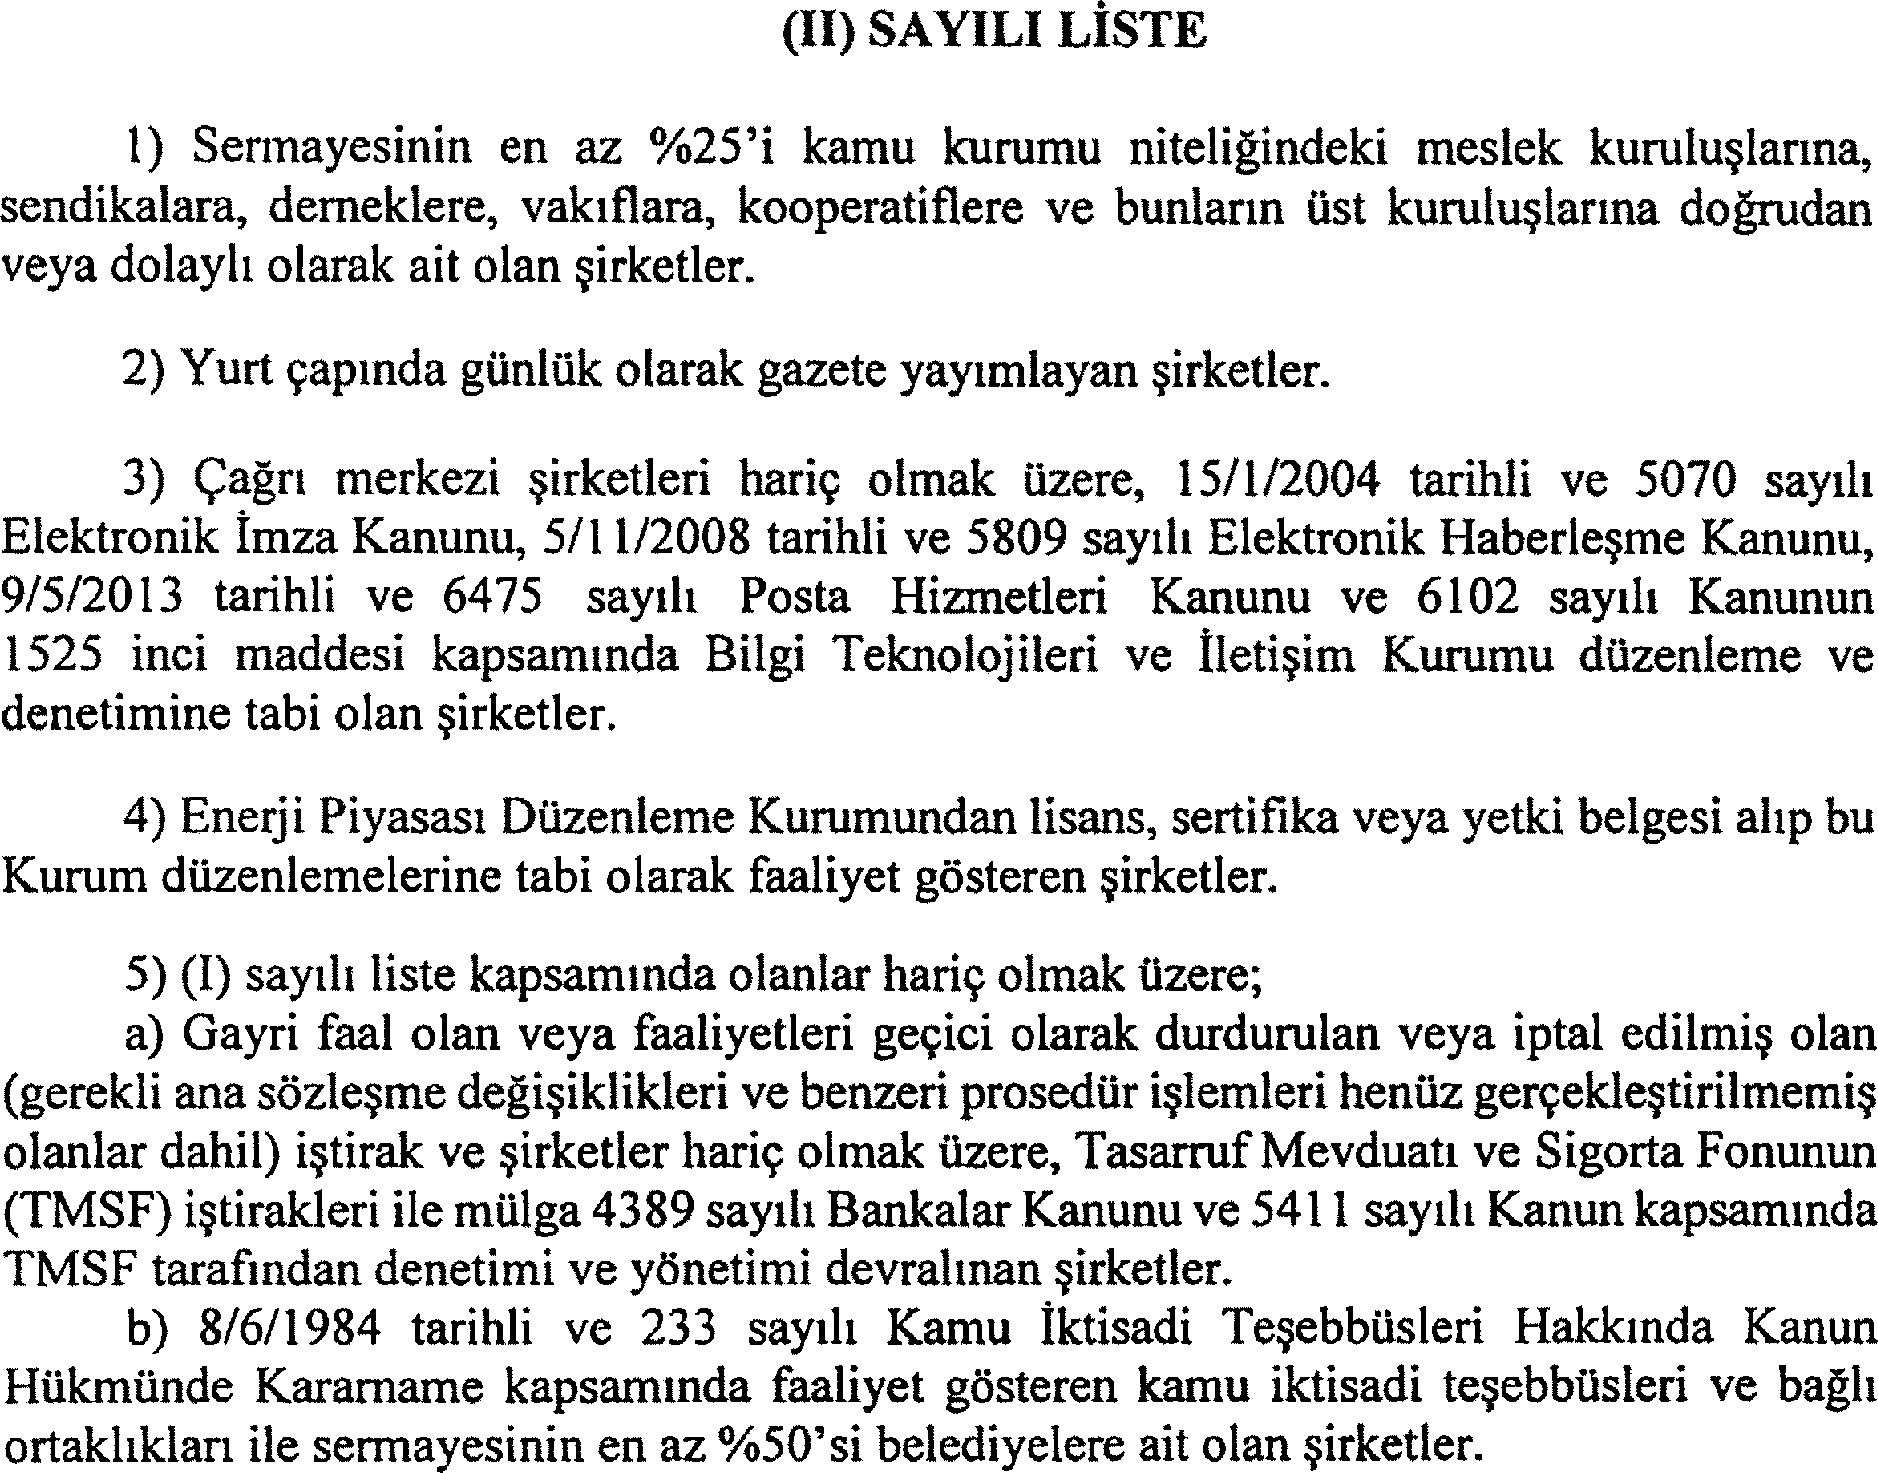 (II) SAYILI LİSTE
1) Sermayesinin en az %25'i kamu kurumu niteliğindeki meslek kuruluşlarına,
sendikalara, derneklere, vakıflara, kooperatiflere ve bunların üst kuruluşlarına doğrudan
veya dolaylı olarak ait olan şirketler.
2) Yurt çapında günlük olarak gazete yayımlayan şirketler.
3) Çağrı merkezi şirketleri hariç olmak üzere, 15/1/2004 tarihli ve 5070 sayılı
Elektronik İmza Kanunu, 5/11/2008 tarihli ve 5809 sayılı Elektronik Haberleşme Kanunu,
9/5/2013 tarihli ve 6475 sayılı Posta Hizmetleri Kanunu ve 6102 sayılı Kanunun
1525 inci maddesi kapsamında Bilgi Teknolojileri ve İletişim Kurumu düzenleme ve
denetimine tabi olan şirketler.
4) Enerji Piyasası Düzenleme Kurumundan lisans, sertifika veya yetki belgesi alıp bu
Kurum düzenlemelerine tabi olarak faaliyet gösteren şirketler.
5) (I) sayılı liste kapsamında olanlar hariç olmak üzere;
a) Gayri faal olan veya faaliyetleri geçici olarak durdurulan veya iptal edilmiş olan
(gerekli ana sözleşme değişiklikleri ve benzeri prosedür işlemleri henüz gerçekleştirilmemiş
olanlar dahil) iştirak ve şirketler hariç olmak üzere, Tasarruf Mevduatı ve Sigorta Fonunun
(TMSF) iştirakleri ile mülga 4389 sayılı Bankalar Kanunu ve 5411 sayılı Kanun kapsamında
TMSF tarafından denetimi ve yönetimi devralınan şirketler.
b) 8/6/1984 tarihli ve 233 sayılı Kamu İktisadi Teşebbüsleri Hakkında Kanun
Hükmünde Kararname kapsamında faaliyet gösteren kamu iktisadi teşebbüsleri ve bağlı
ortaklıkları ile sermayesinin en az %50'si belediyelere ait olan şirketler.